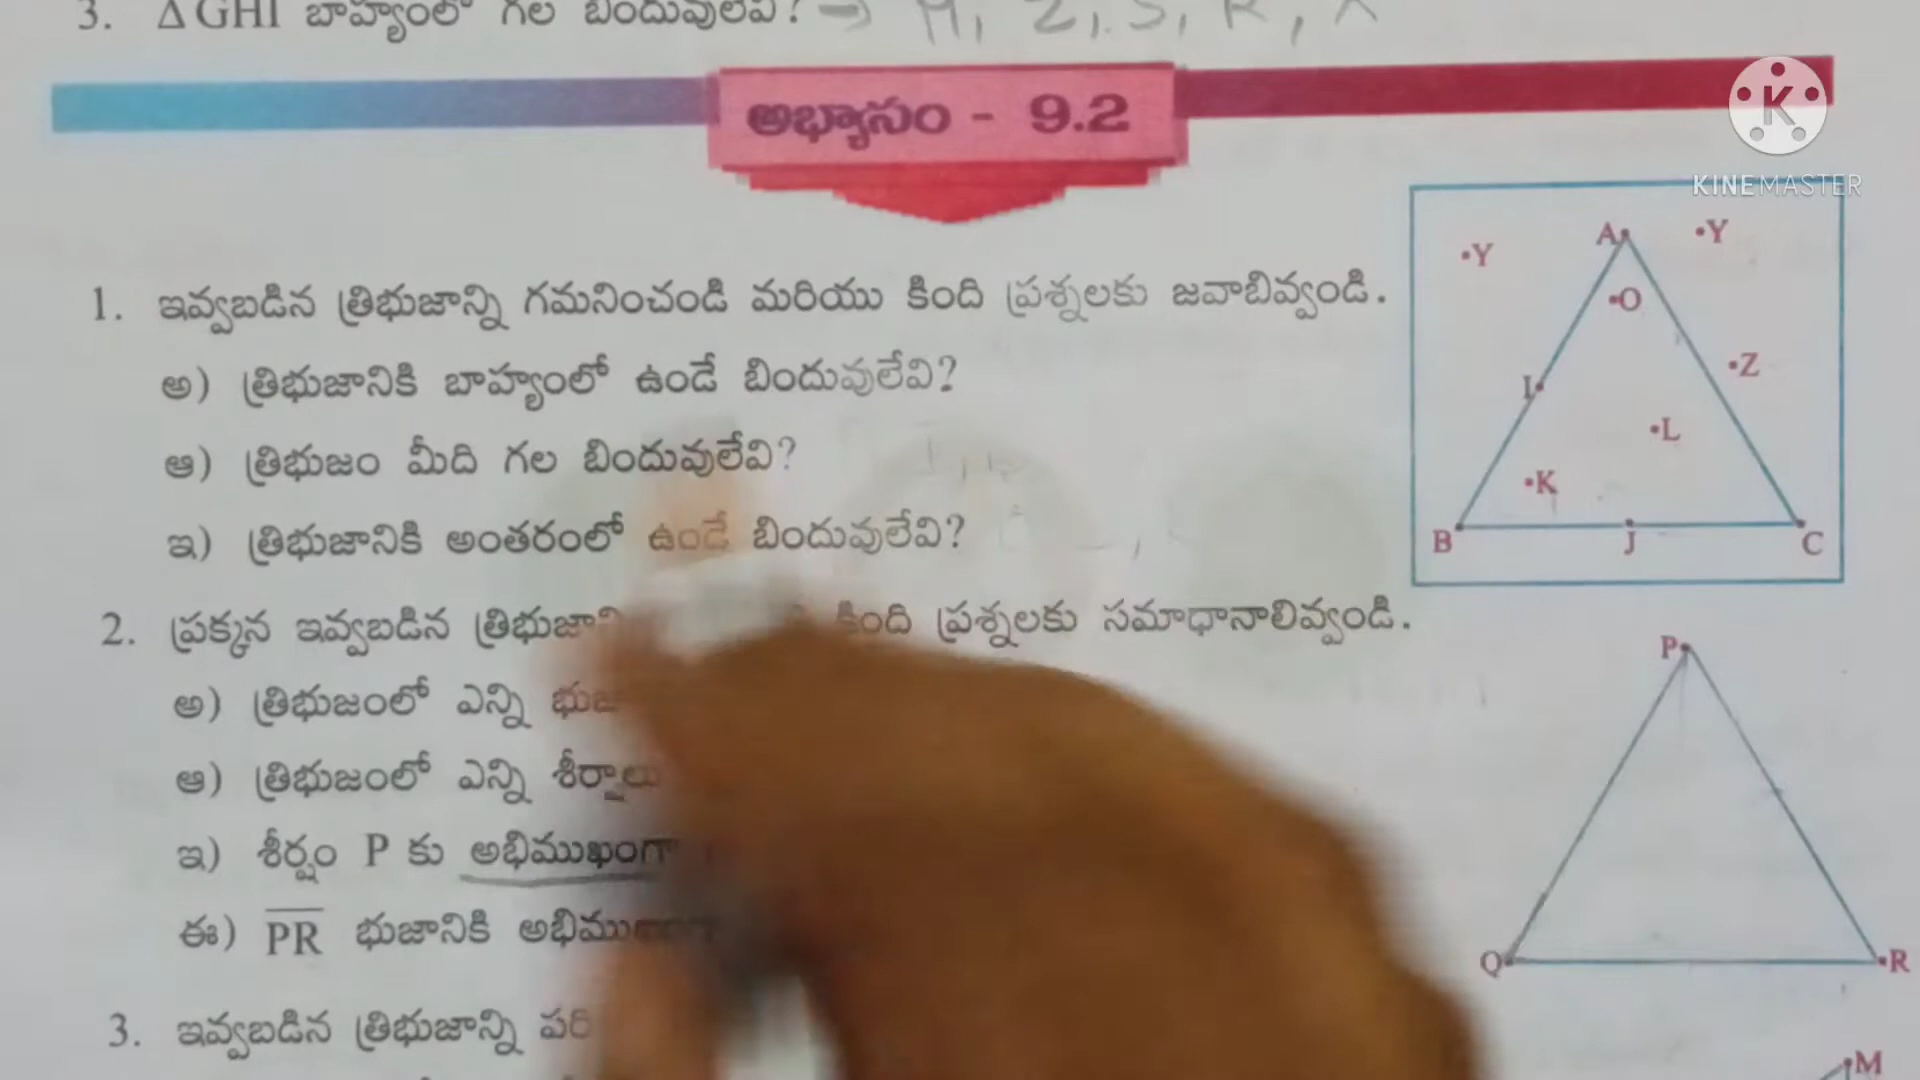 3. Δ GHI బాహ్యంలో గల బిందువులేవి? → H, Z, S, R, X
అభ్యాసం - 9.2
KINEMASTER
1. ఇవ్వబడిన త్రిభుజాన్ని గమనించండి మరియు కింది ప్రశ్నలకు జవాబివ్వండి.
అ) త్రిభుజానికి బాహ్యంలో ఉండే బిందువులేవి?
ఆ) త్రిభుజం మీది గల బిందువులేవి?
ఇ) త్రిభుజానికి అంతరంలో ఉండే బిందువులేవి?
A Y
Y
O
Z
I
L
K
B J C
2. ప్రక్కన ఇవ్వబడిన కింది ప్రశ్నలకు సమాధానాలివ్వండి.
అ) త్రిభుజంలో ఎన్ని
ఆ) త్రిభుజంలో ఎన్ని శీర్షాలు
ఇ) శీర్షం P కు అభిముఖంగా
ఈ) PR భుజానికి
P
Q R
3. ఇవ్వబడిన త్రిభుజాన్ని
M